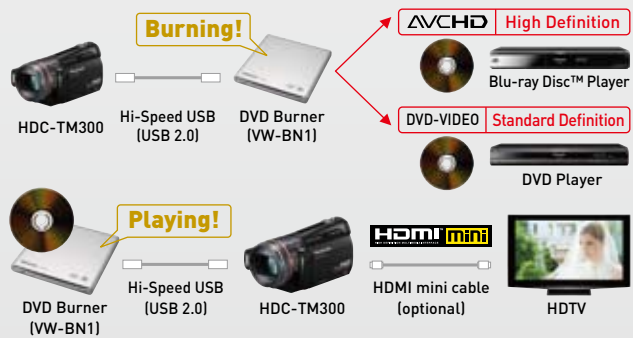 Burning!
AVCHD High Definition
Blu-ray Disc™ Player
HDC-TM300
Hi-Speed USB
(USB 2.0)
DVD Burner
(VW-BN1)
DVD-VIDEO Standard Definition
DVD Player
Playing!
HDMI mini
DVD Burner
(VW-BN1)
Hi-Speed USB
(USB 2.0)
HDC-TM300
HDMI mini cable
(optional)
HDTV